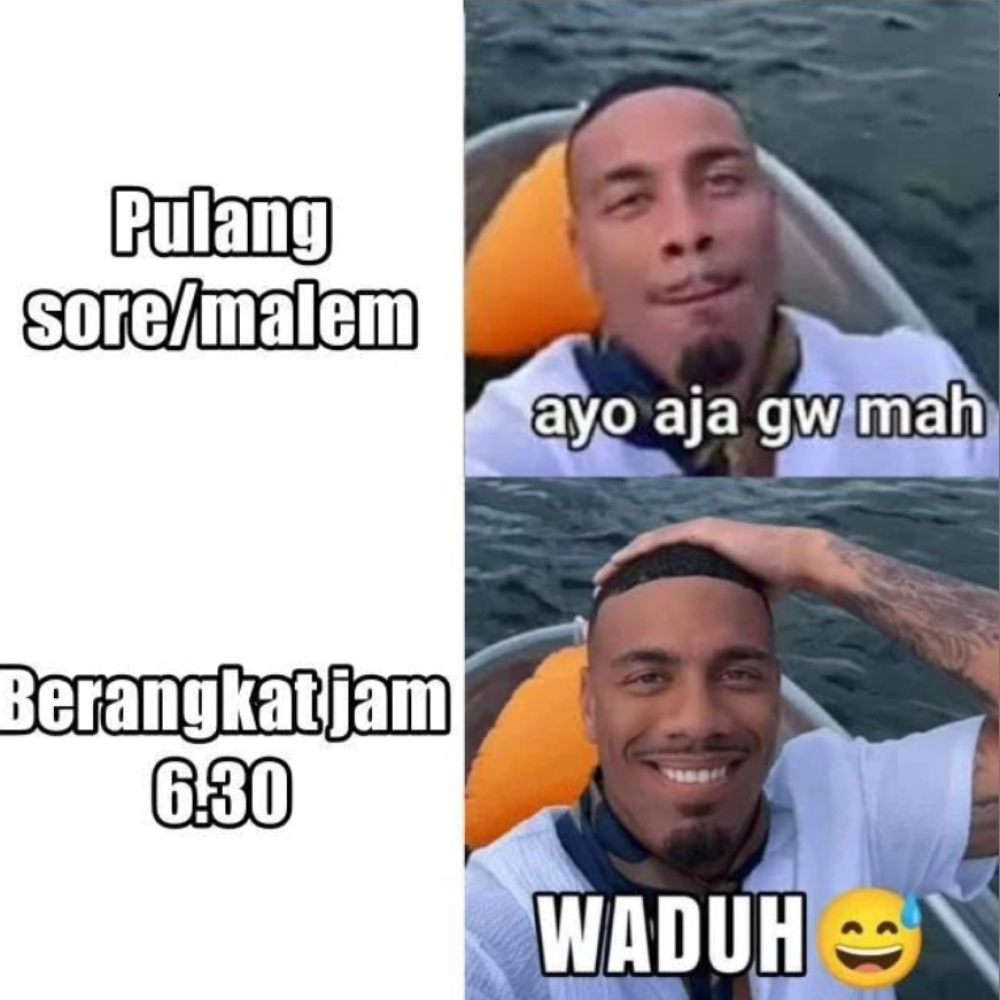 Pulang
sore/malem
ayo aja gw mah
Berangkat jam
6:30
WADUH😅